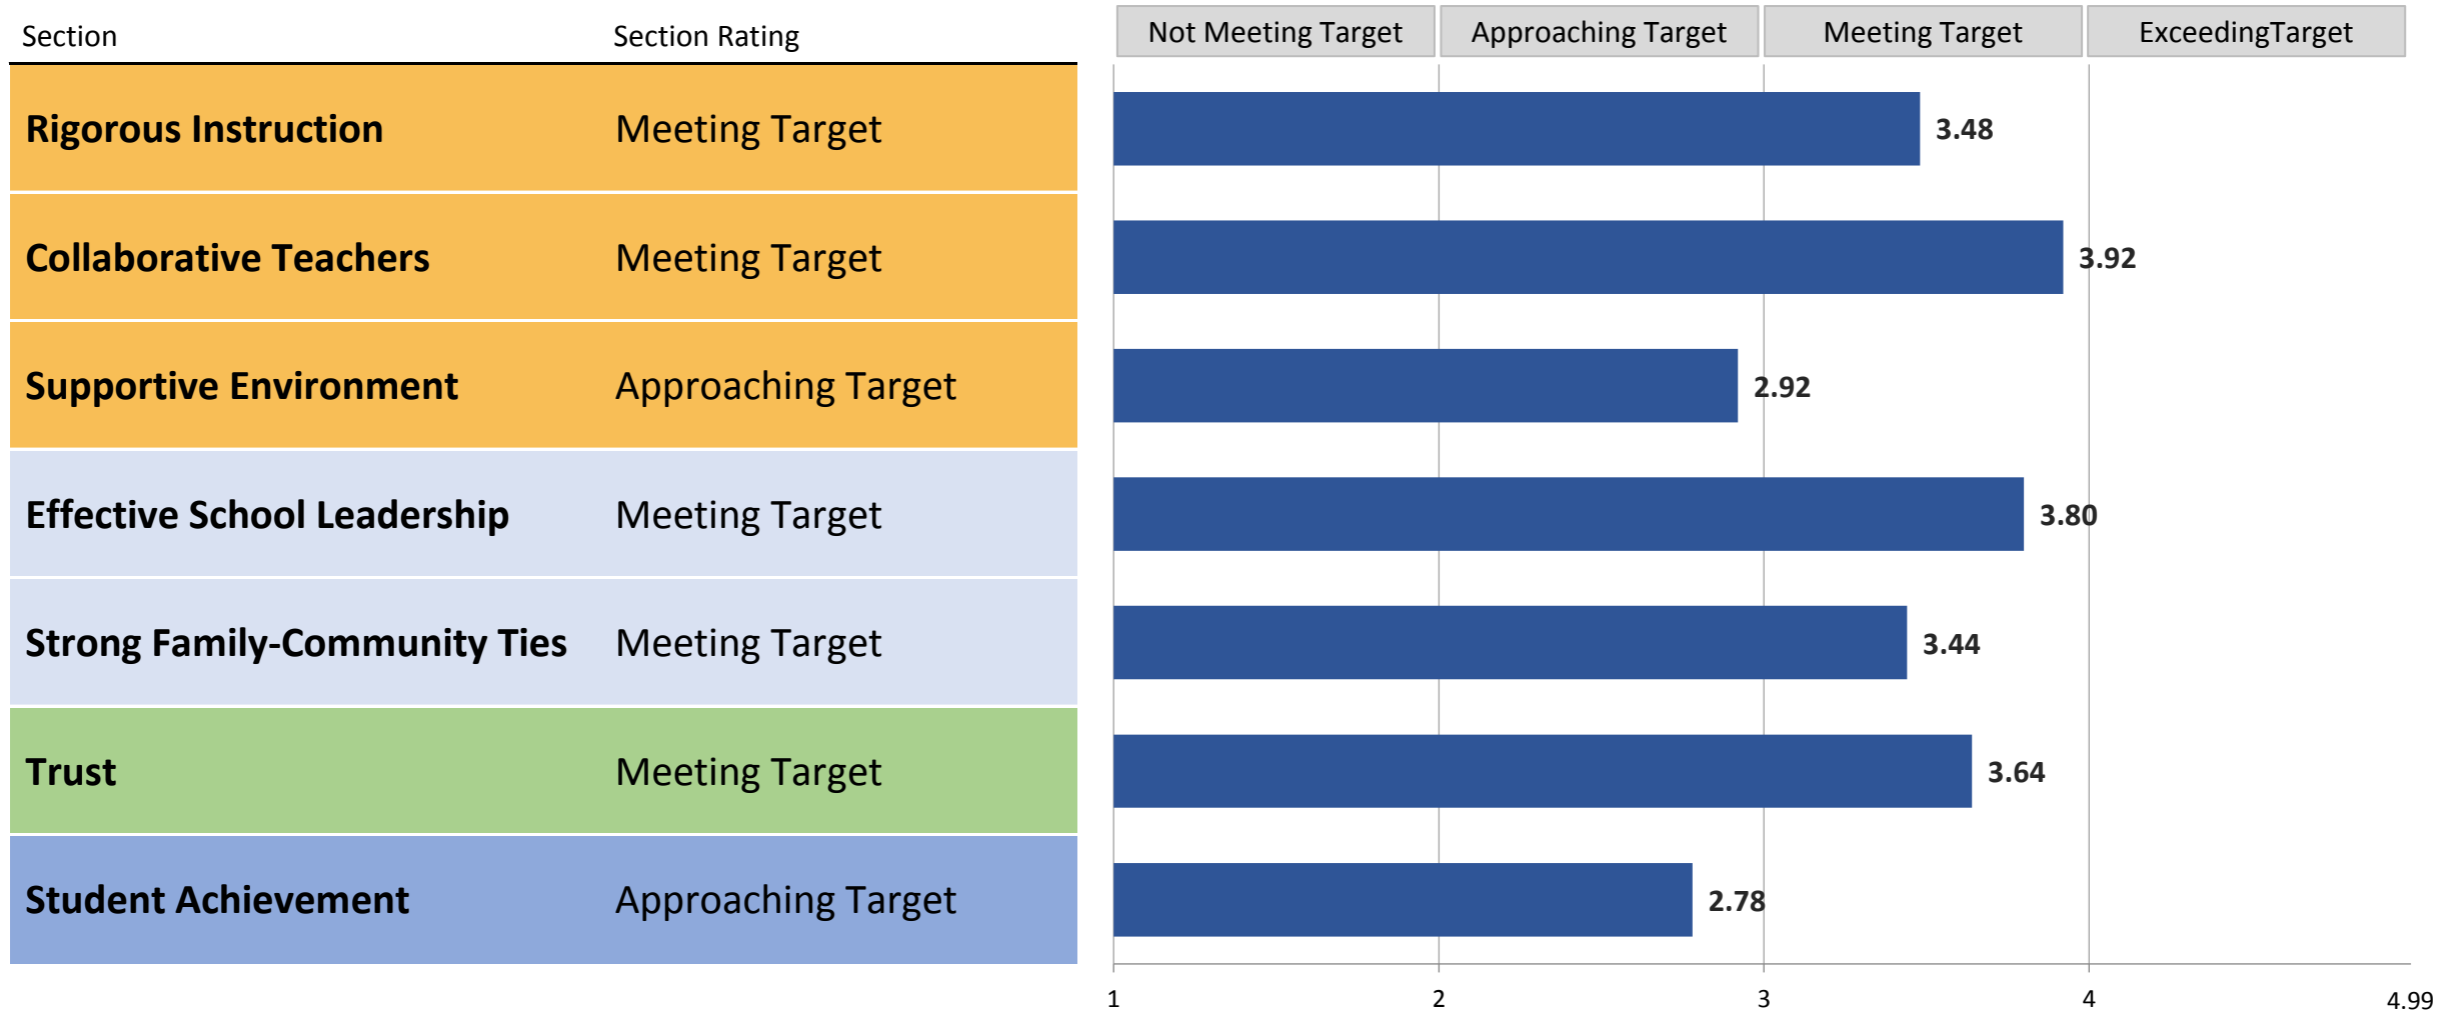 Section Section Rating Not Meeting Target Approaching Target Meeting Target ExceedingTarget
Rigorous Instruction Meeting Target 3.48
Collaborative Teachers Meeting Target 3.92
Supportive Environment Approaching Target 2.92
Effective School Leadership Meeting Target 3.80
Strong Family-Community Ties Meeting Target 3.44
Trust Meeting Target 3.64
Student Achievement Approaching Target 2.78
1 2 3 4 4.99